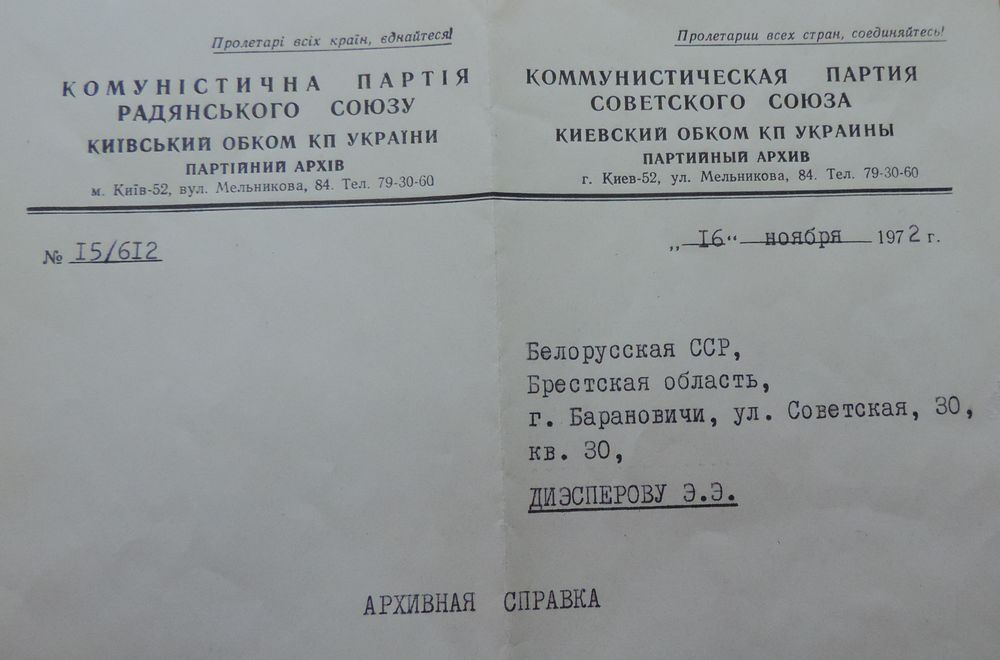 Пролетарі всіх країн, єднайтеся!
КОМУНІСТИЧНА ПАРТІЯ
РАДЯНСЬКОГО СОЮЗУ
КИЇВСЬКИЙ ОБКОМ КП УКРАЇНИ
ПАРТІЙНИЙ АРХІВ
м. Київ-52, вул. Мельникова, 84. Тел. 79-30-60
Пролетарии всех стран, соединяйтесь!
КОММУНИСТИЧЕСКАЯ ПАРТИЯ
СОВЕТСКОГО СОЮЗА
КИЕВСКИЙ ОБКОМ КП УКРАИНЫ
ПАРТИЙНЫЙ АРХИВ
г. Киев-52, ул. Мельникова, 84. Тел. 79-30-60
№ I5/6I2
„ I6 “ ноября 1972 г.
Белорусская ССР,
Брестская область,
г. Барановичи, ул. Советская, 30,
кв. 30,
ДИЭСПЕРОВУ Э.Э.
АРХИВНАЯ СПРАВКА